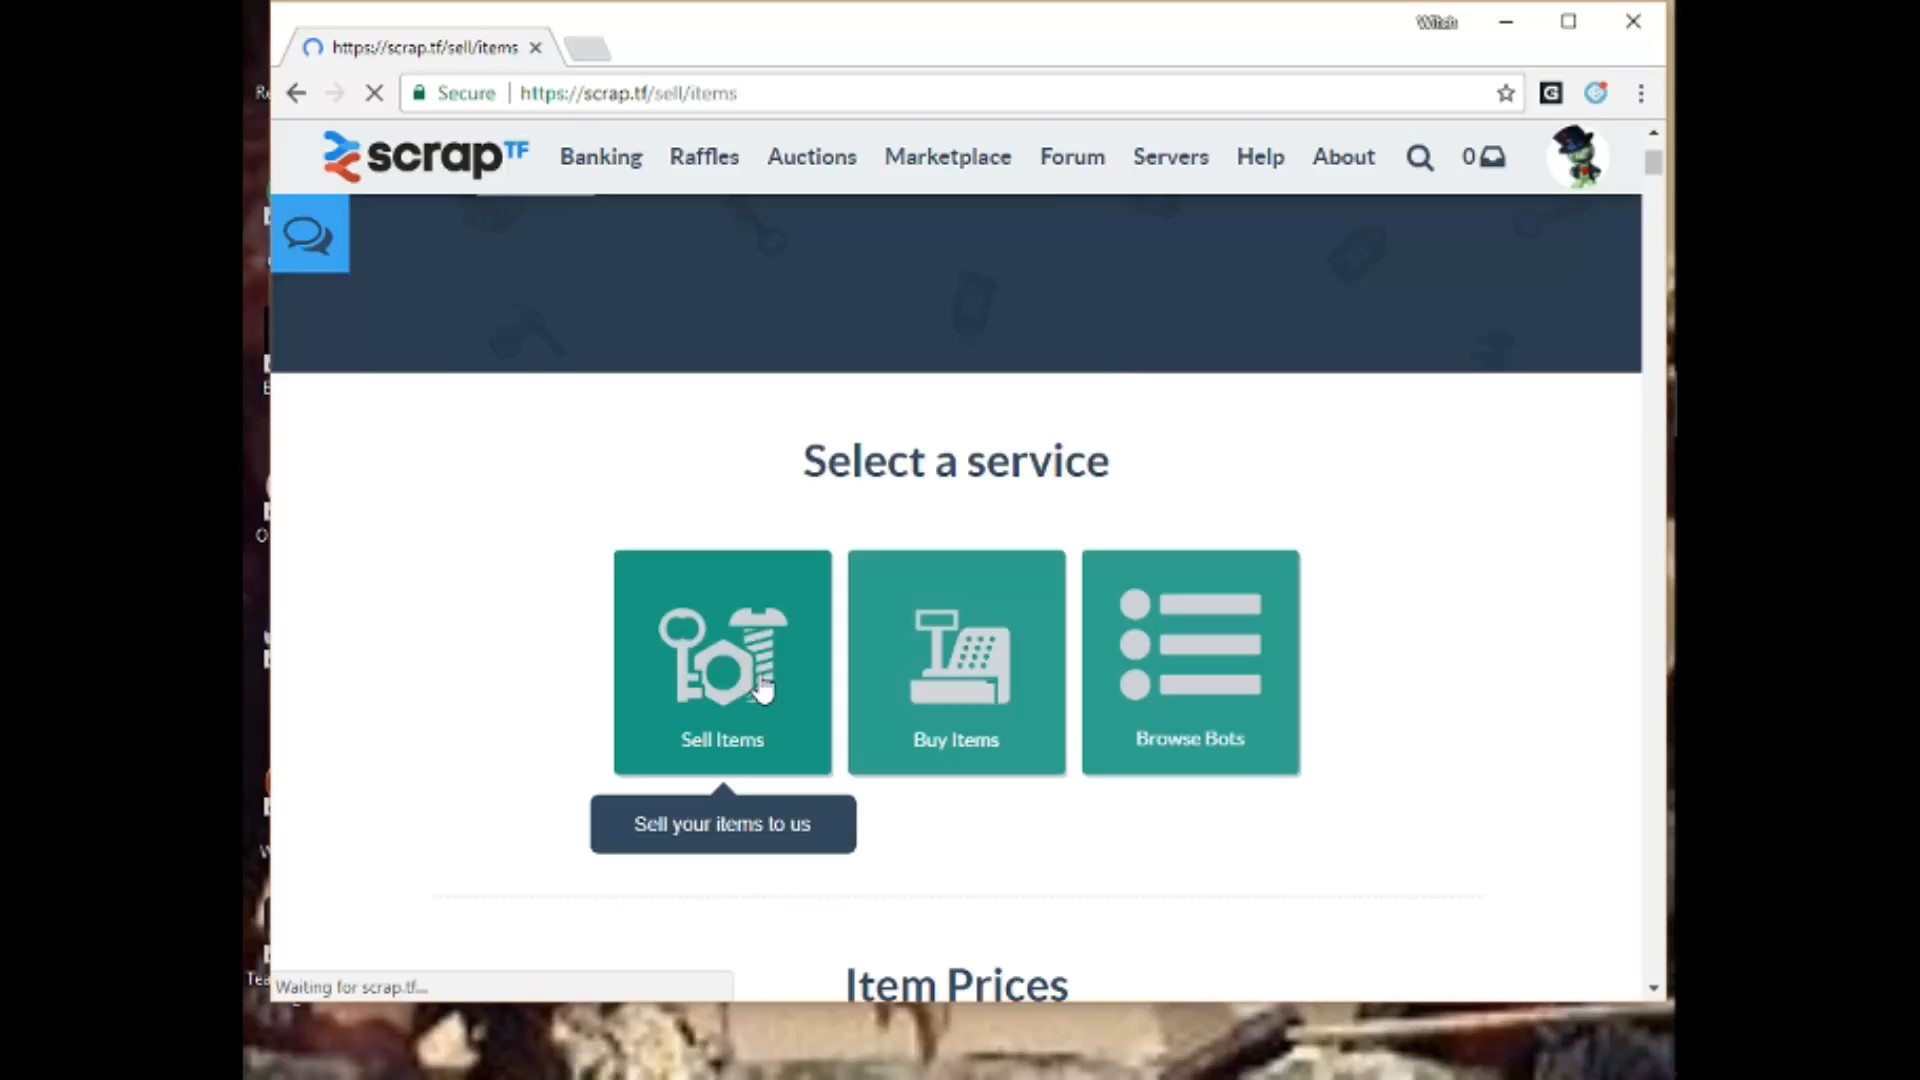 Witch
https://scrap.tf/sell/items
Secure | https://scrap.tf/sell/items
scrapTF Banking Raffles Auctions Marketplace Forum Servers Help About 0
Select a service
Sell Items Buy Items Browse Bots
Sell your items to us
Item Prices
Waiting for scrap.tf...